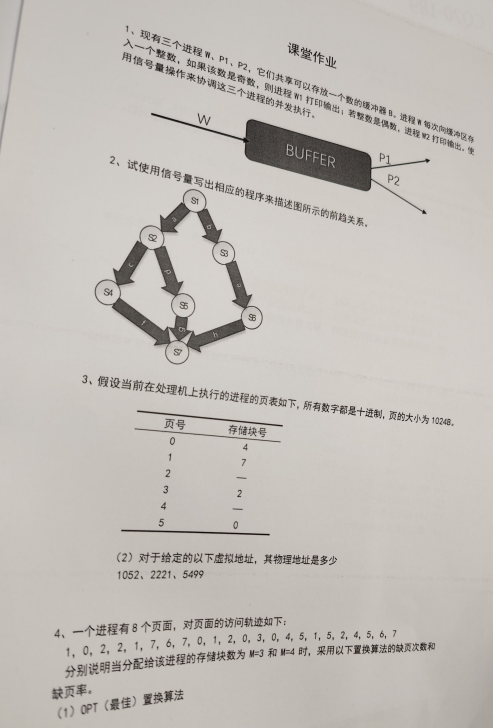 课堂作业
1、现有三个进程 W、P1、P2，它们共享可以存放一个数的缓冲器 B。进程 W 每次向缓冲区存
入一个整数，如果该数是奇数，则进程 W1 打印输出；若整数是偶数，进程 W2 打印输出。使
用信号量操作来协调这三个进程的并发执行。
W
BUFFER
P1
P2
2、试使用信号量写出相应的程序来描述图所示的前趋关系。
S1
a
b
S2
S3
c
S4
S5
S6
f
h
S7
3、假设当前在处理机上执行的进程的页表如下，所有数字都是十进制，页的大小为 1024B。
页号 存储块号
0 4
1 7
2 —
3 2
4 —
5 0
（2）对于给定的以下虚拟地址，其物理地址是多少
1052、2221、5499
4、一个进程有 8 个页面，对页面的访问轨迹如下：
1, 0, 2, 2, 1, 7, 6, 7, 0, 1, 2, 0, 3, 0, 4, 5, 1, 5, 2, 4, 5, 6, 7
分别说明当分配给该进程的存储块数为 M=3 和 M=4 时，采用以下置换算法的缺页次数和
缺页率。
（1）OPT（最佳）置换算法